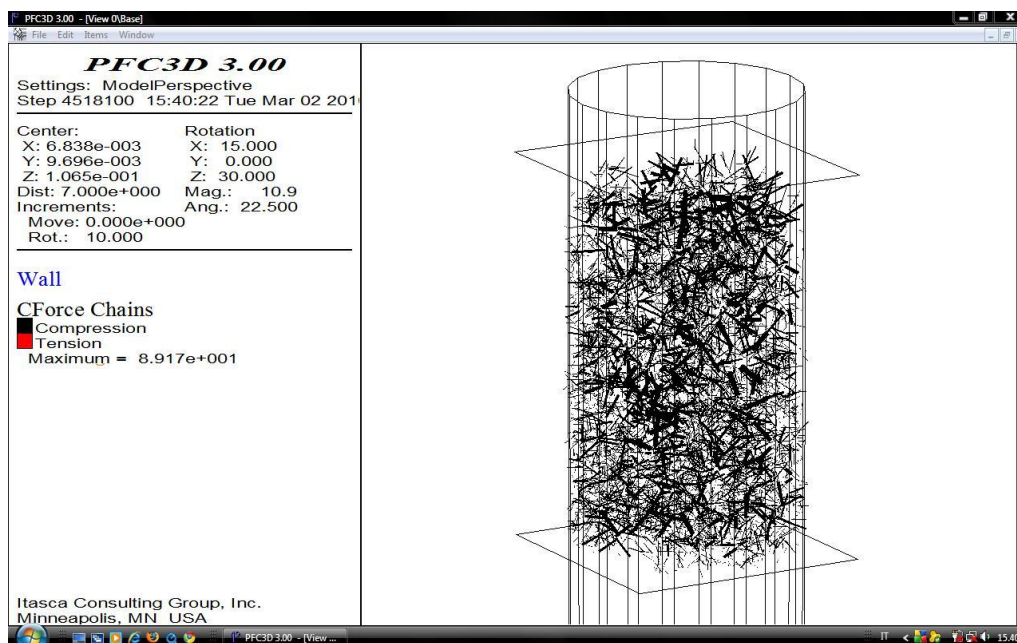 PFC3D 3.00 - [View 0\Base]
File Edit Items Window
PFC3D 3.00
Settings: ModelPerspective
Step 4518100 15:40:22 Tue Mar 02 201
Center: Rotation
X: 6.838e-003 X: 15.000
Y: 9.696e-003 Y: 0.000
Z: 1.065e-001 Z: 30.000
Dist: 7.000e+000 Mag.: 10.9
Increments: Ang.: 22.500
Move: 0.000e+000
Rot.: 10.000
Wall
CForce Chains
Compression
Tension
Maximum = 8.917e+001
Itasca Consulting Group, Inc.
Minneapolis, MN USA
PFC3D 3.00 - [View ...
IT